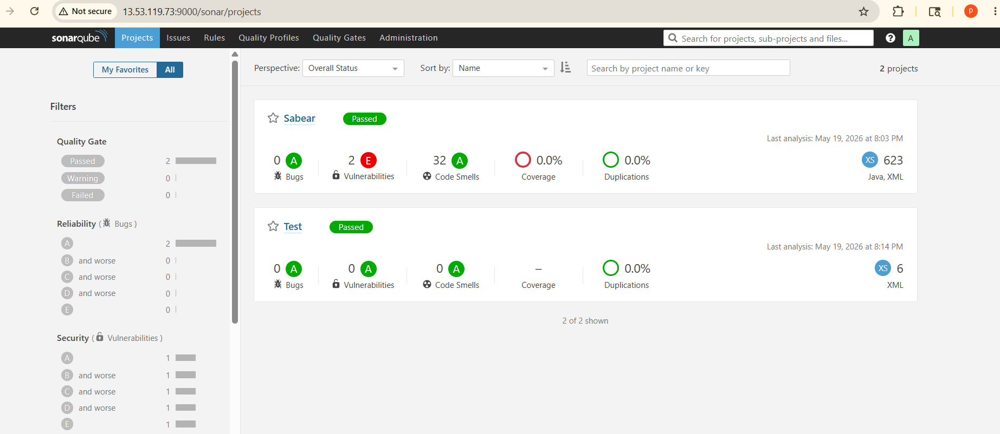 Not secure 13.53.119.73:9000/sonar/projects P
sonarqube Projects Issues Rules Quality Profiles Quality Gates Administration Search for projects, sub-projects and files... ? A
My Favorites All
Perspective: Overall Status Sort by: Name Search by project name or key 2 projects
Filters
Quality Gate
Passed 2
Warning 0
Failed 0
Reliability ( Bugs )
A 2
B and worse 0
C and worse 0
D and worse 0
E 0
Security ( Vulnerabilities )
A 1
B and worse 1
C and worse 1
D and worse 1
E 1
Sabear Passed
Last analysis: May 19, 2026 at 8:03 PM
0 A 2 E 32 A 0.0% 0.0% XS 623
Bugs Vulnerabilities Code Smells Coverage Duplications Java, XML
Test Passed
Last analysis: May 19, 2026 at 8:14 PM
0 A 0 A 0 A – 0.0% XS 6
Bugs Vulnerabilities Code Smells Coverage Duplications XML
2 of 2 shown